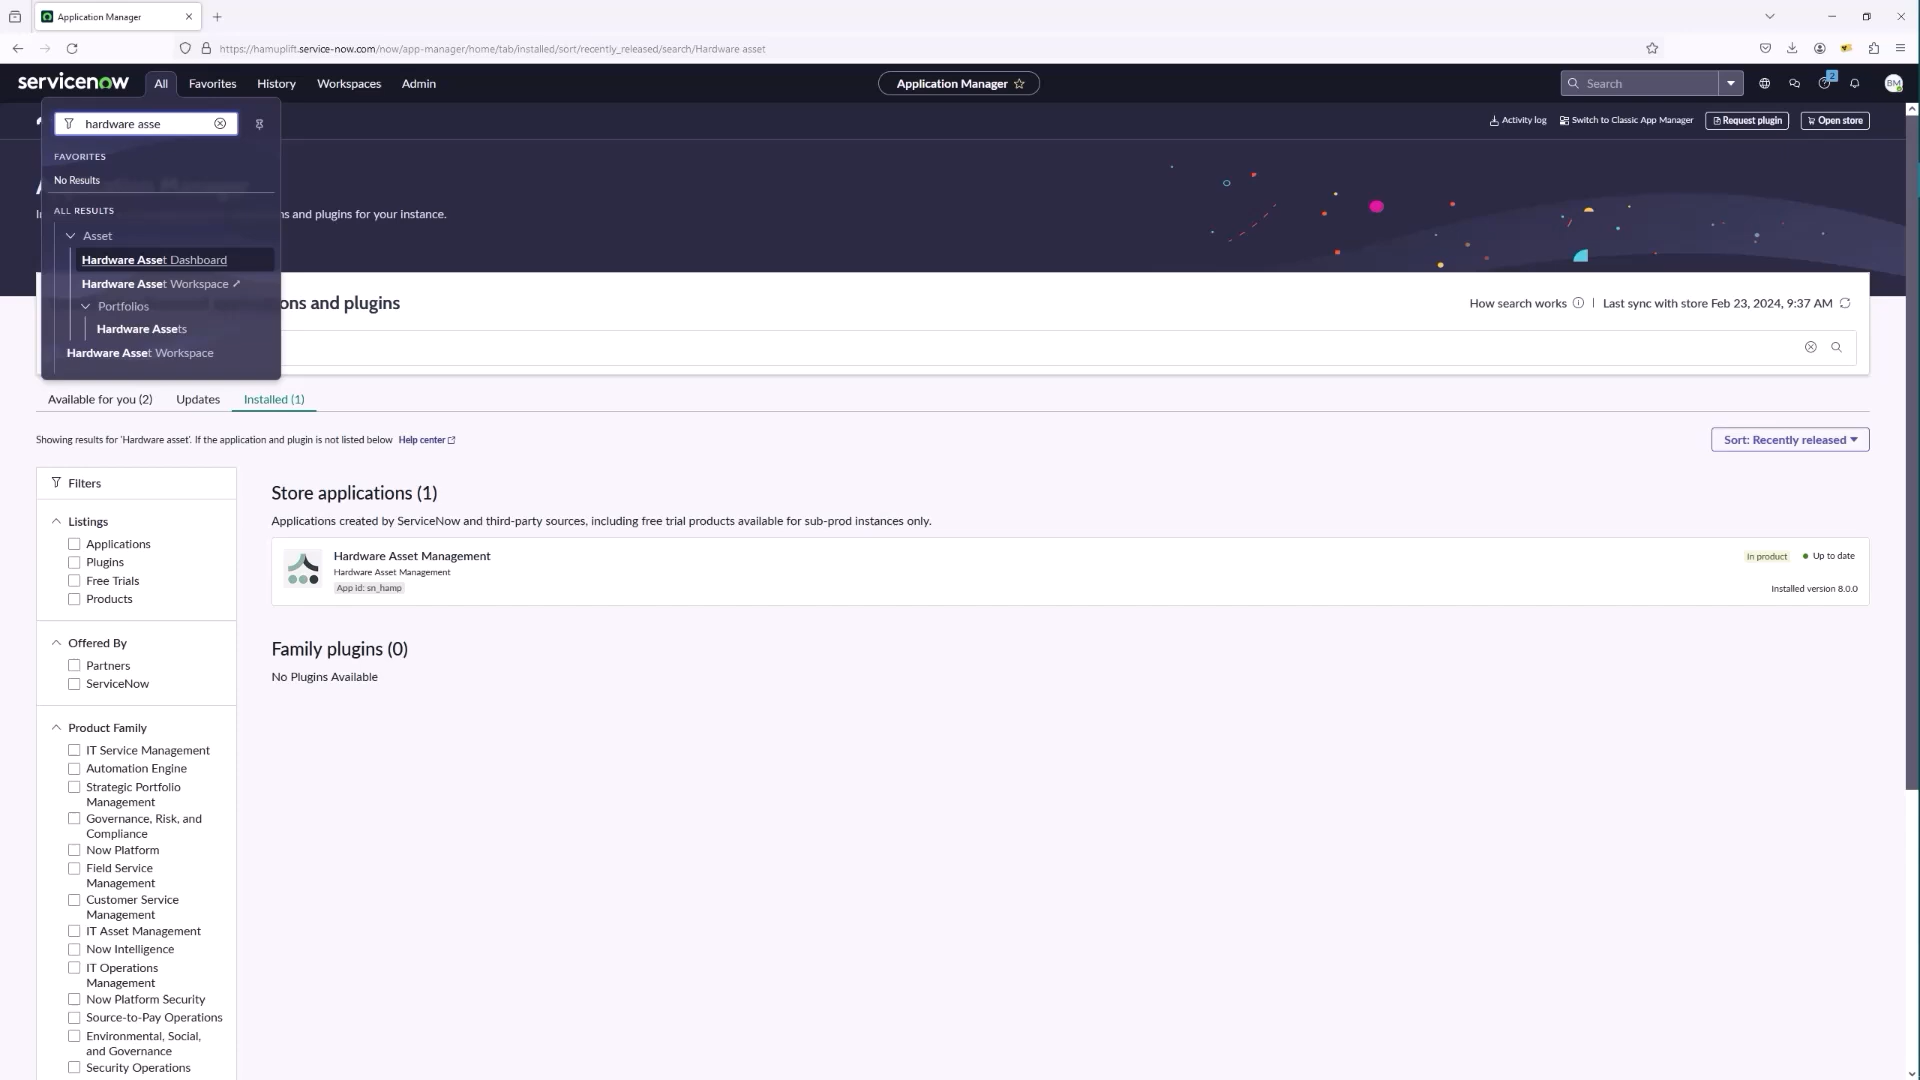 Application Manager
https://hamuplift.service-now.com/now/app-manager/home/tab/installed/sort/recently_released/search/Hardware asset
servicenow
All
Favorites
History
Workspaces
Admin
Application Manager
Search
2
BM
hardware asse
Activity log
Switch to Classic App Manager
Request plugin
Open store
FAVORITES
No Results
ALL RESULTS
ns and plugins for your instance.
Asset
Hardware Asset Dashboard
Hardware Asset Workspace
Portfolios
Hardware Assets
Hardware Asset Workspace
ons and plugins
How search works
Last sync with store Feb 23, 2024, 9:37 AM
Available for you (2)
Updates
Installed (1)
Showing results for 'Hardware asset'. If the application and plugin is not listed below Help center
Sort: Recently released
Filters
Listings
Applications
Plugins
Free Trials
Products
Offered By
Partners
ServiceNow
Product Family
IT Service Management
Automation Engine
Strategic Portfolio
Management
Governance, Risk, and
Compliance
Now Platform
Field Service
Management
Customer Service
Management
IT Asset Management
Now Intelligence
IT Operations
Management
Now Platform Security
Source-to-Pay Operations
Environmental, Social,
and Governance
Security Operations
Store applications (1)
Applications created by ServiceNow and third-party sources, including free trial products available for sub-prod instances only.
Hardware Asset Management
Hardware Asset Management
App id: sn_hamp
In product
Up to date
Installed version 8.0.0
Family plugins (0)
No Plugins Available